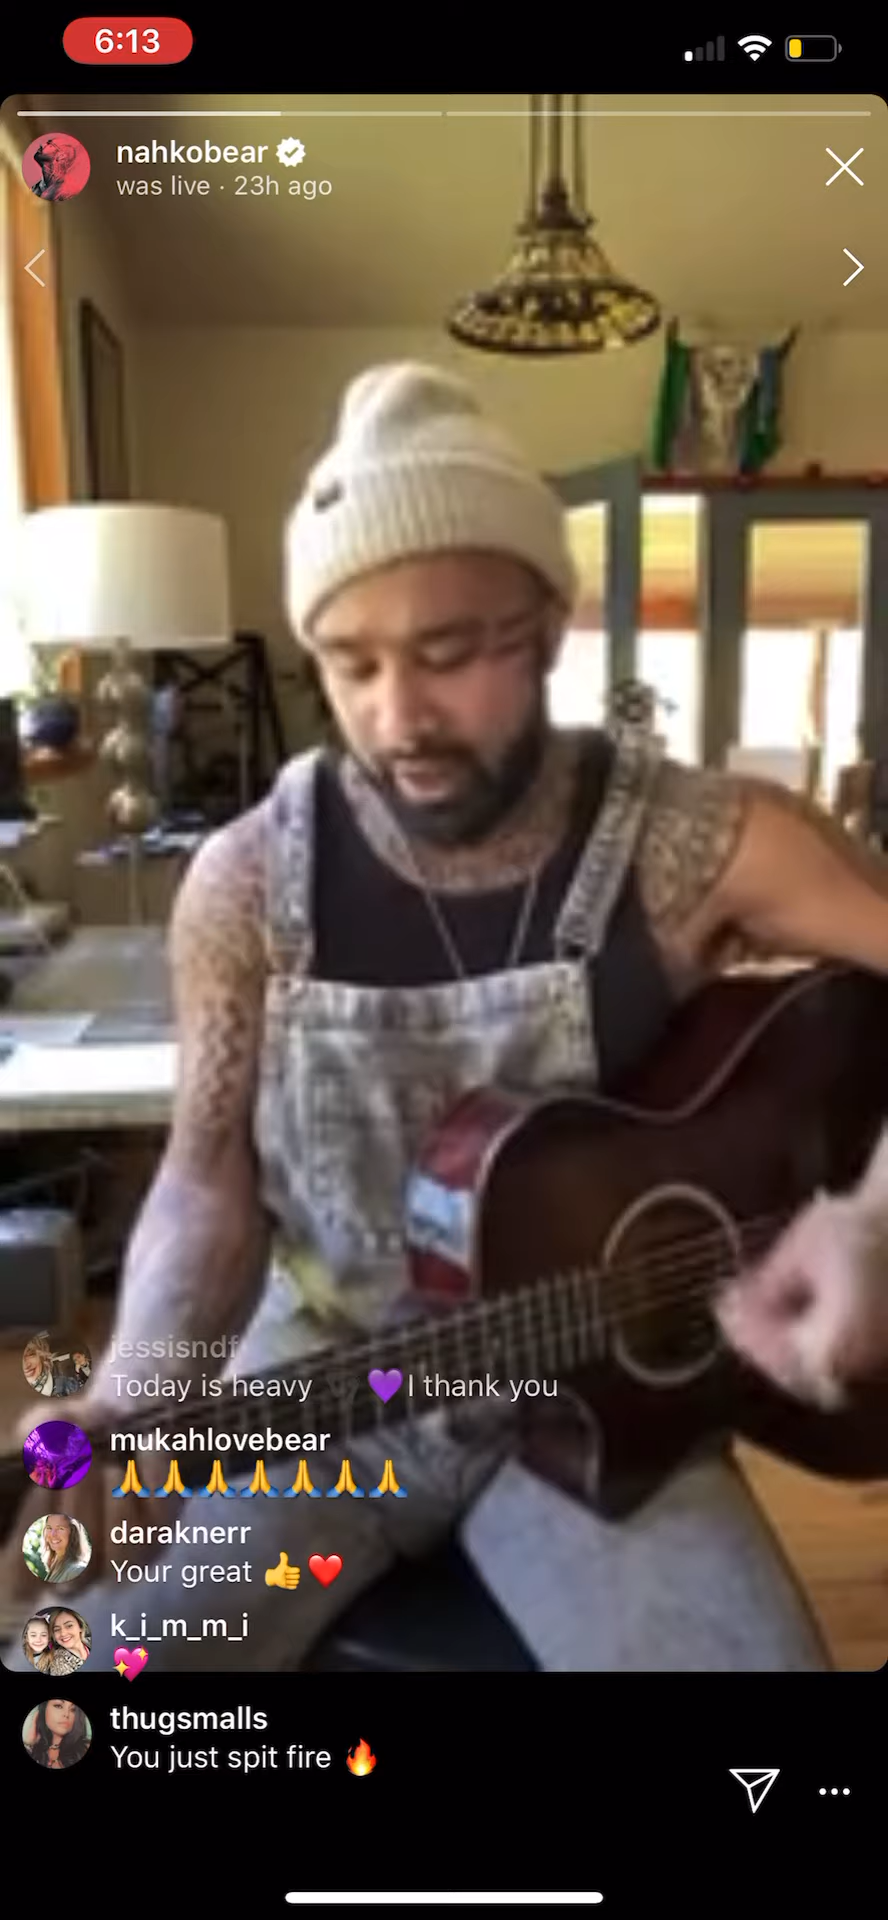 6:13
nahkobear
was live · 23h ago
jessisndf
Today is heavy 💜I thank you
mukahlovebear
🙏🙏🙏🙏🙏🙏🙏
daraknerr
Your great 👍❤️
k_i_m_m_i
💖
thugsmalls
You just spit fire 🔥